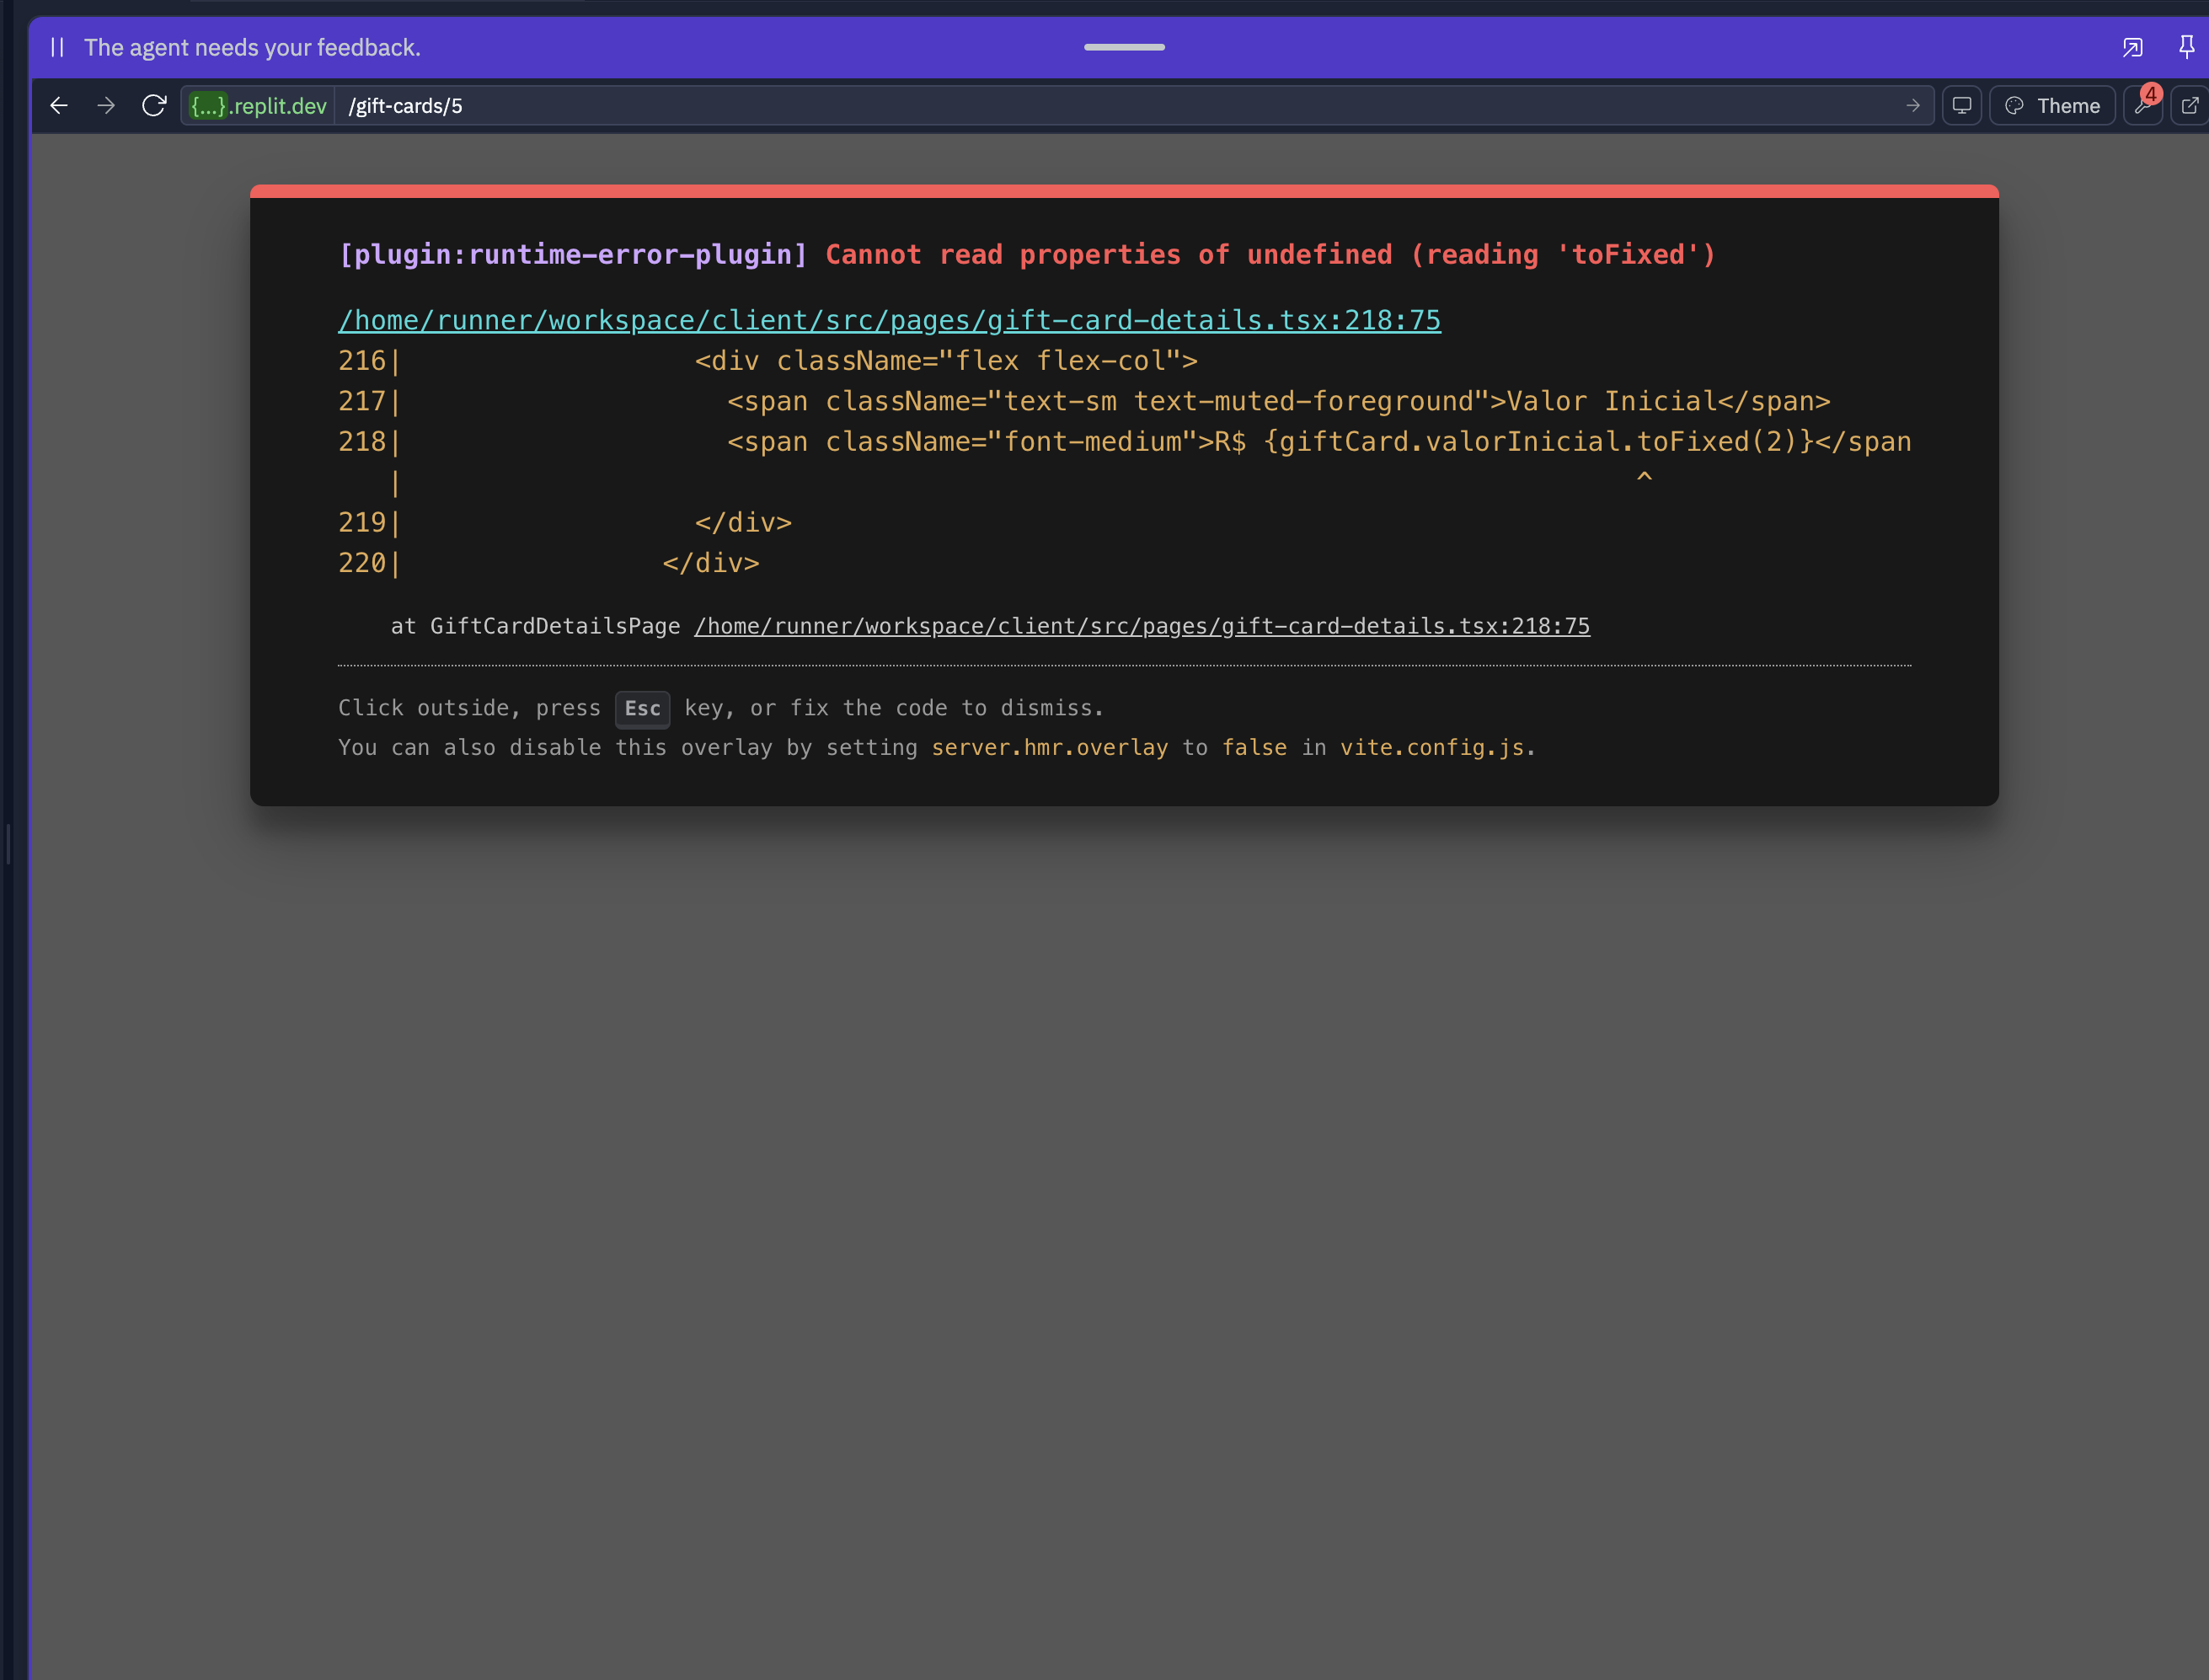 The agent needs your feedback.
{...}.replit.dev /gift-cards/5
Theme
4
[plugin:runtime-error-plugin] Cannot read properties of undefined (reading 'toFixed')
/home/runner/workspace/client/src/pages/gift-card-details.tsx:218:75
216|                  <div className="flex flex-col">
217|                    <span className="text-sm text-muted-foreground">Valor Inicial</span>
218|                    <span className="font-medium">R$ {giftCard.valorInicial.toFixed(2)}</span
   |                                                                            ^
219|                  </div>
220|                </div>
at GiftCardDetailsPage /home/runner/workspace/client/src/pages/gift-card-details.tsx:218:75
Click outside, press Esc key, or fix the code to dismiss.
You can also disable this overlay by setting server.hmr.overlay to false in vite.config.js.